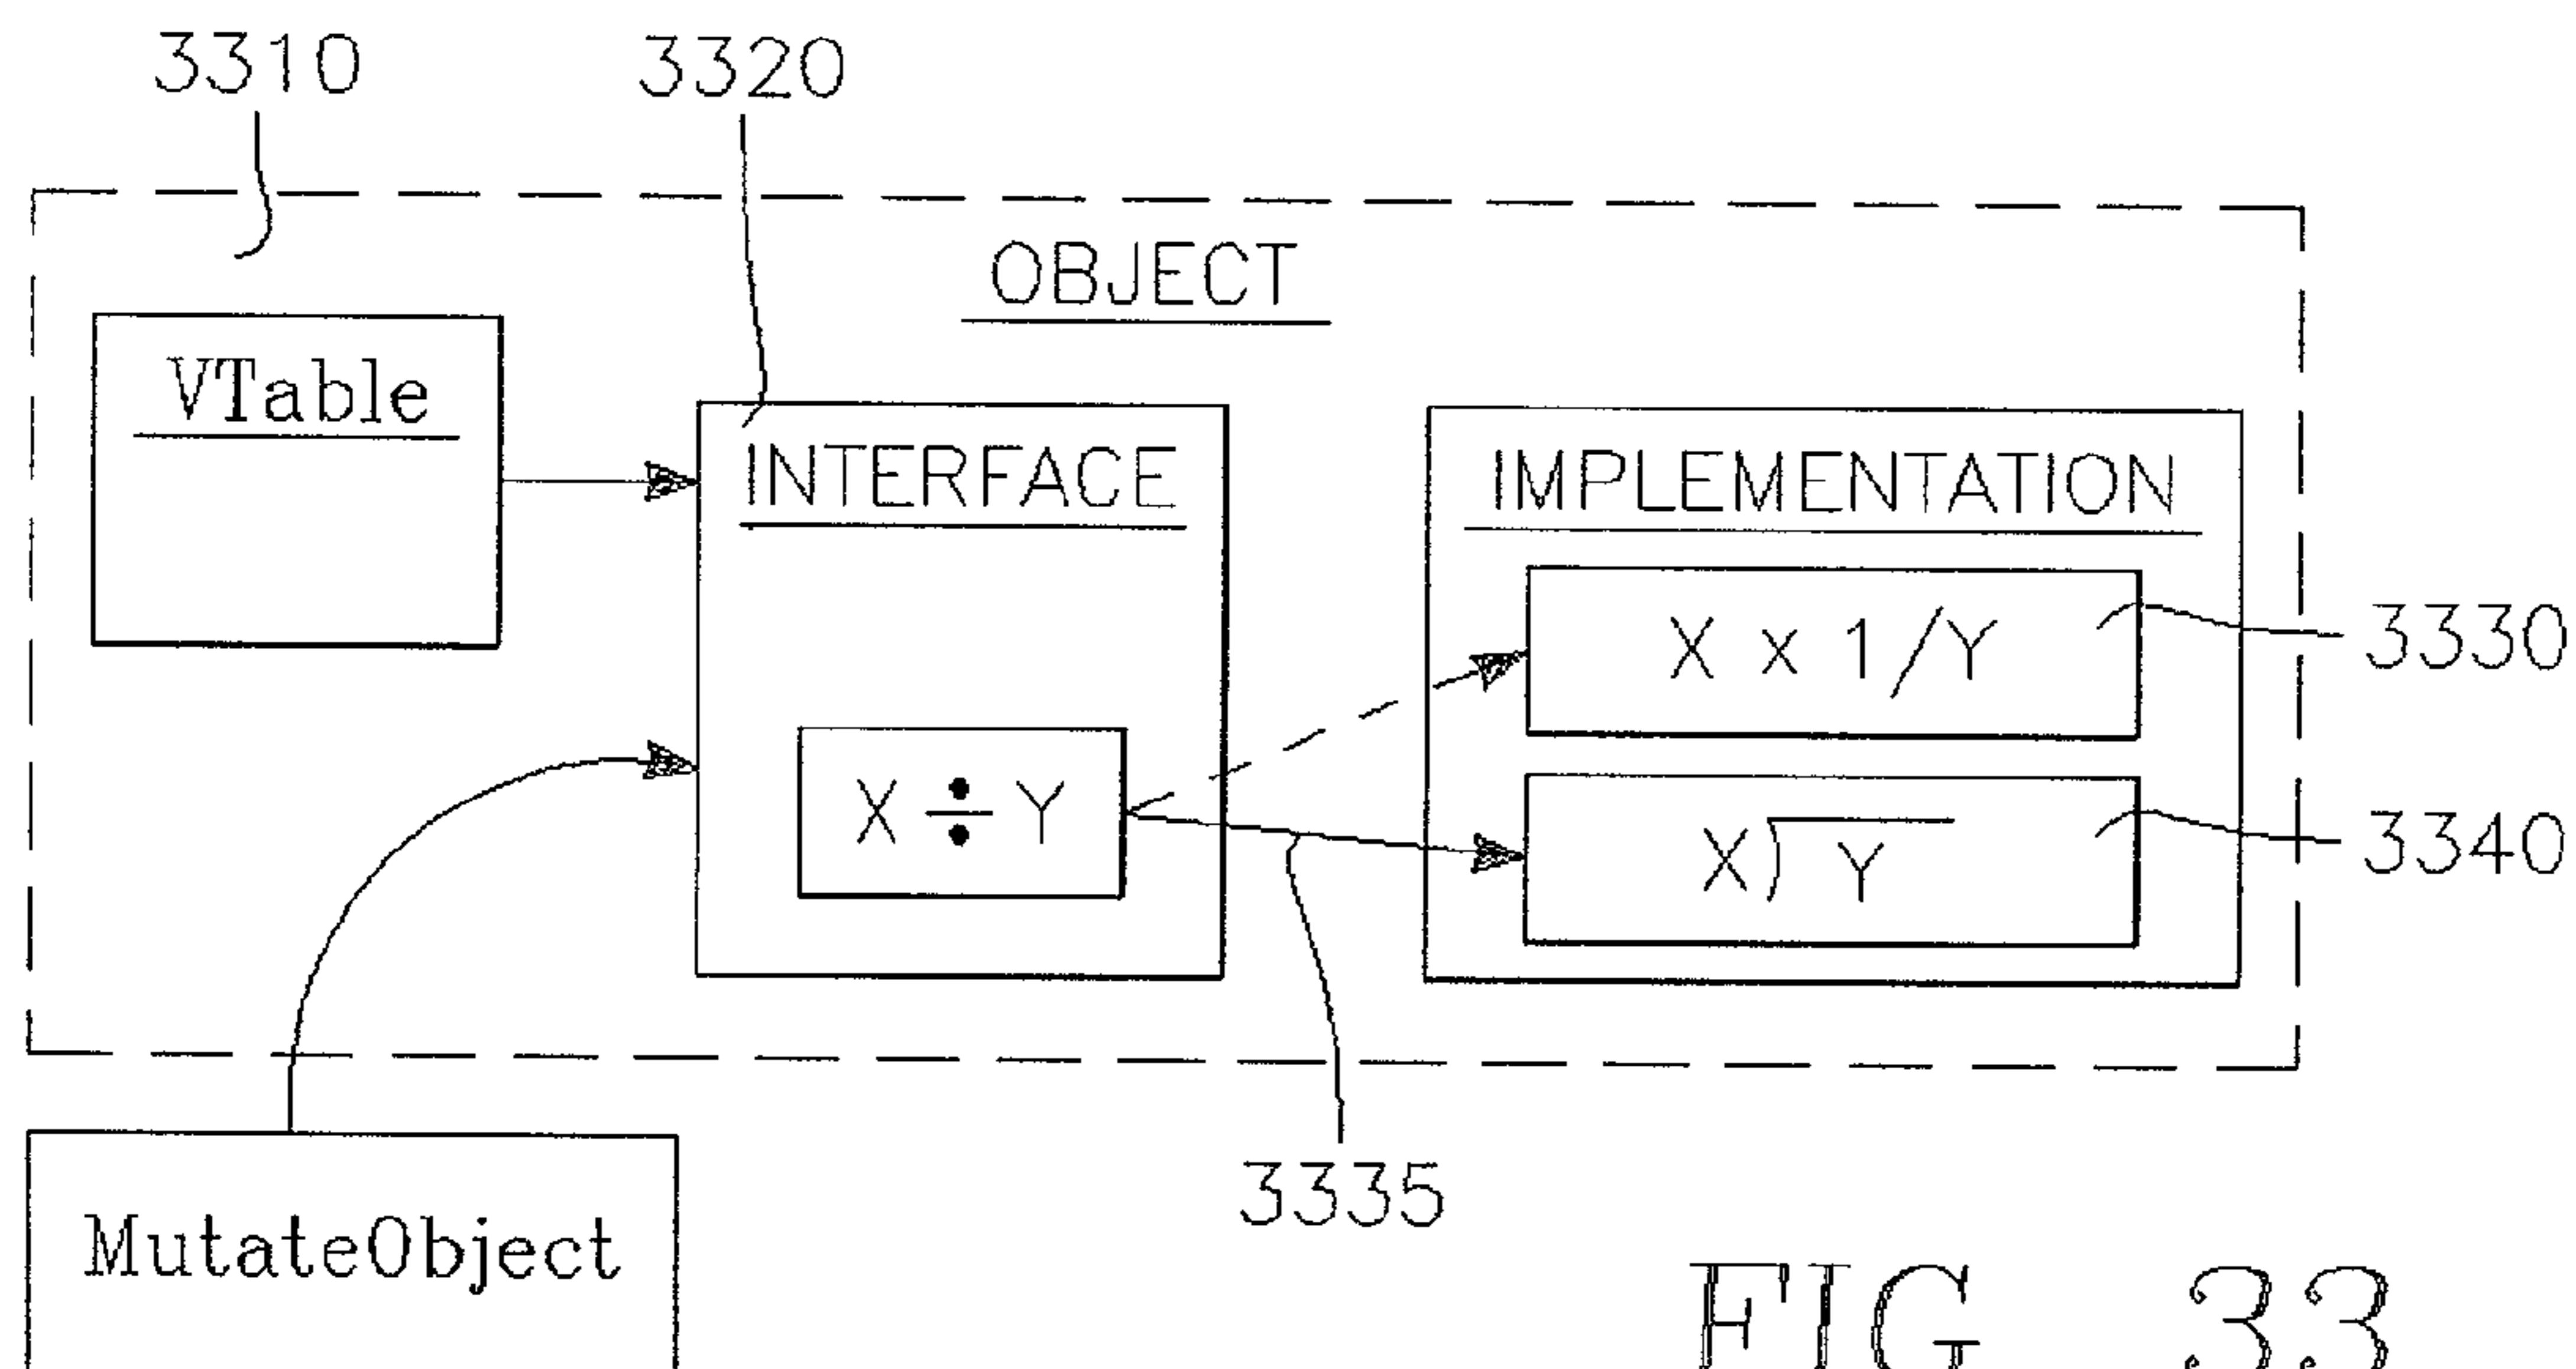 3310
3320
OBJECT
VTable
INTERFACE
IMPLEMENTATION
X x 1/Y
3330
X ÷ Y
X) Y
3340
3335
MutateObject
FIG 33